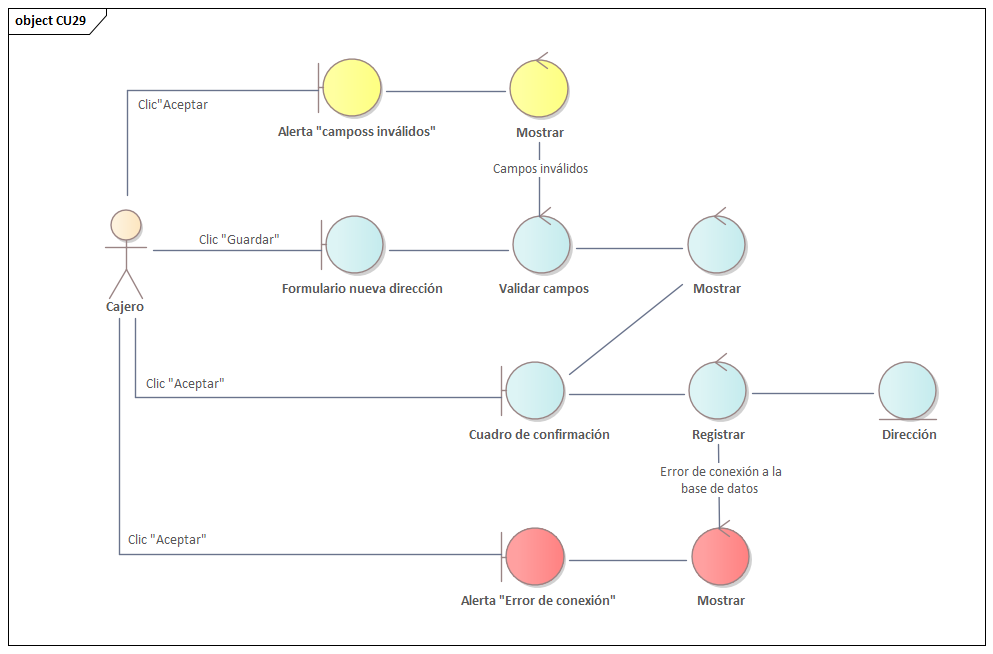 object CU29
Clic"Aceptar
Alerta "camposs inválidos"
Mostrar
Campos inválidos
Clic "Guardar"
Formulario nueva dirección
Validar campos
Mostrar
Cajero
Clic "Aceptar"
Cuadro de confirmación
Registrar
Dirección
Error de conexión a la
base de datos
Clic "Aceptar"
Alerta "Error de conexión"
Mostrar